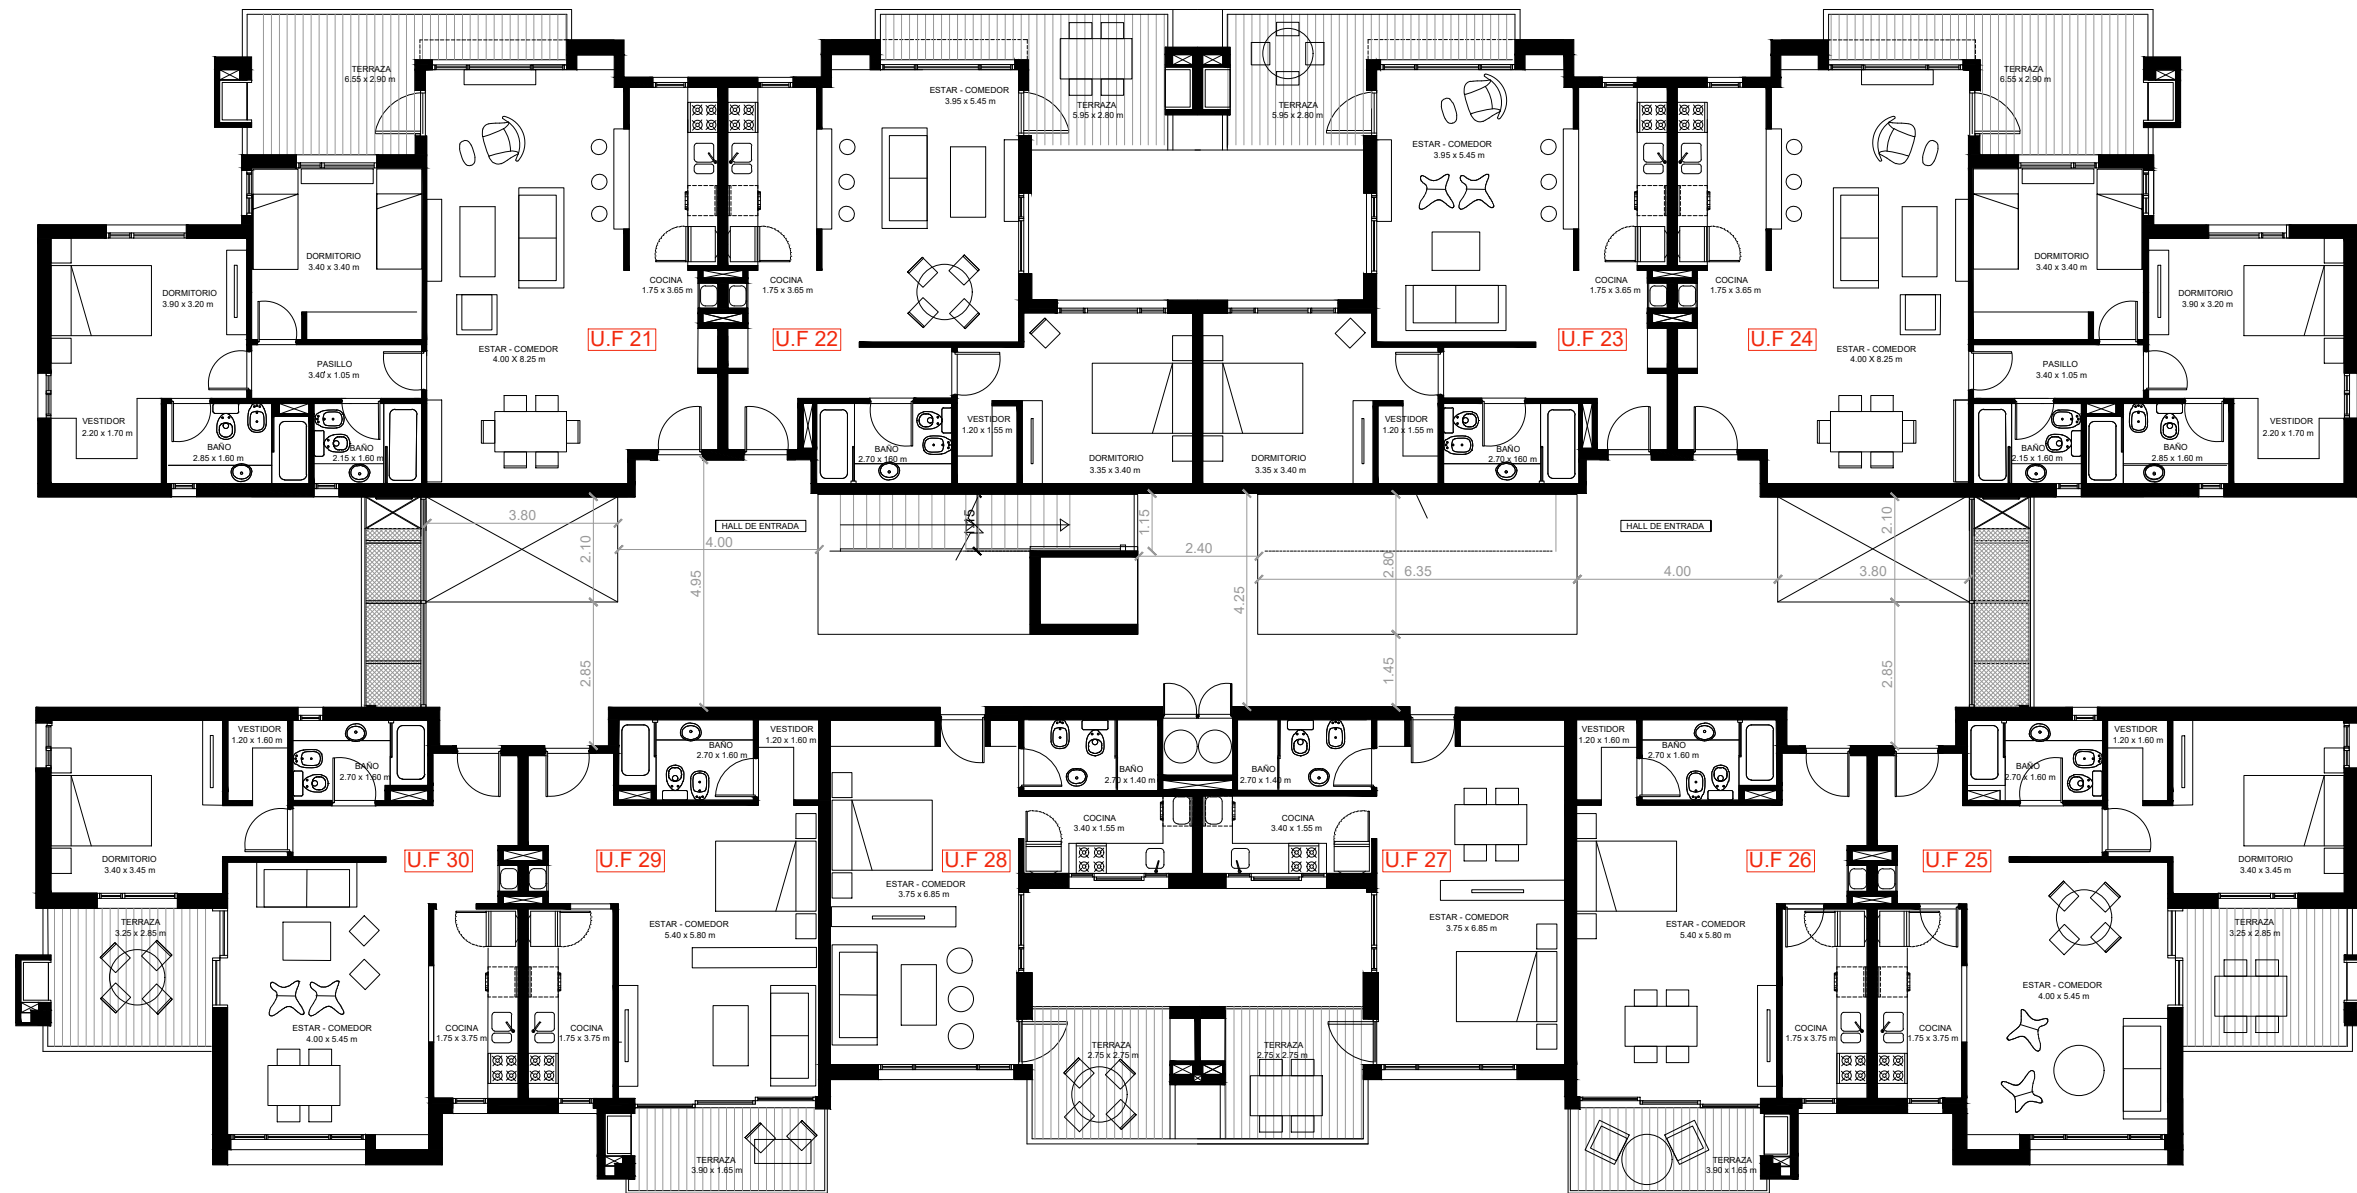 TERRAZA
6.55 x 2.90 m
ESTAR - COMEDOR
3.95 x 5.45 m
TERRAZA
5.95 x 2.80 m
TERRAZA
5.95 x 2.80 m
ESTAR - COMEDOR
3.95 x 5.45 m
TERRAZA
6.55 x 2.90 m
DORMITORIO
3.40 x 3.40 m
DORMITORIO
3.90 x 3.20 m
COCINA
1.75 x 3.65 m
COCINA
1.75 x 3.65 m
COCINA
1.75 x 3.65 m
COCINA
1.75 x 3.65 m
DORMITORIO
3.40 x 3.40 m
DORMITORIO
3.90 x 3.20 m
U.F 21
U.F 22
U.F 23
U.F 24
ESTAR - COMEDOR
4.00 X 8.25 m
ESTAR - COMEDOR
4.00 X 8.25 m
PASILLO
3.40 x 1.05 m
PASILLO
3.40 x 1.05 m
VESTIDOR
2.20 x 1.70 m
BAÑO
2.85 x 1.60 m
BAÑO
2.15 x 1.60 m
BAÑO
2.70 x 160 m
VESTIDOR
1.20 x 1.55 m
DORMITORIO
3.35 x 3.40 m
DORMITORIO
3.35 x 3.40 m
VESTIDOR
1.20 x 1.55 m
BAÑO
2.70 x 160 m
BAÑO
2.15 x 1.60 m
BAÑO
2.85 x 1.60 m
VESTIDOR
2.20 x 1.70 m
3.80
2.10
4.00
HALL DE ENTRADA
1.15
1.15
2.40
HALL DE ENTRADA
2.10
4.95
4.25
2.80
6.35
4.00
3.80
2.85
1.45
2.85
VESTIDOR
1.20 x 1.60 m
BAÑO
2.70 x 1.60 m
BAÑO
2.70 x 1.60 m
VESTIDOR
1.20 x 1.60 m
BAÑO
2.70 x 1.40 m
BAÑO
2.70 x 1.40 m
VESTIDOR
1.20 x 1.60 m
BAÑO
2.70 x 1.60 m
BAÑO
2.70 x 1.60 m
VESTIDOR
1.20 x 1.60 m
COCINA
3.40 x 1.55 m
COCINA
3.40 x 1.55 m
DORMITORIO
3.40 x 3.45 m
U.F 30
U.F 29
U.F 28
U.F 27
U.F 26
U.F 25
DORMITORIO
3.40 x 3.45 m
ESTAR - COMEDOR
3.75 x 6.85 m
TERRAZA
3.25 x 2.85 m
ESTAR - COMEDOR
5.40 x 5.80 m
ESTAR - COMEDOR
3.75 x 6.85 m
ESTAR - COMEDOR
5.40 x 5.80 m
TERRAZA
3.25 x 2.85 m
ESTAR - COMEDOR
4.00 x 5.45 m
COCINA
1.75 x 3.75 m
COCINA
1.75 x 3.75 m
TERRAZA
2.75 x 2.75 m
TERRAZA
2.75 x 2.75 m
COCINA
1.75 x 3.75 m
COCINA
1.75 x 3.75 m
ESTAR - COMEDOR
4.00 x 5.45 m
TERRAZA
3.90 x 1.65 m
TERRAZA
3.90 x 1.65 m